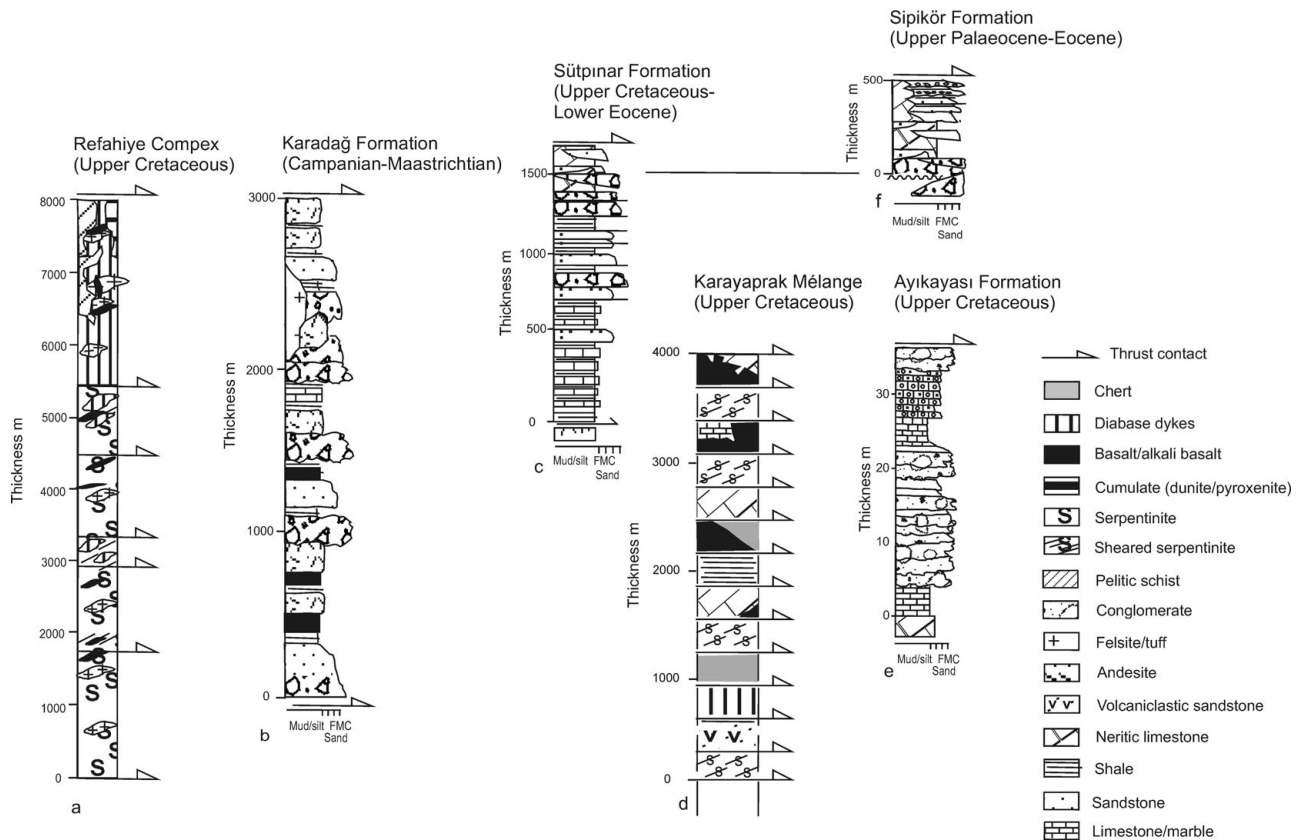 Refahiye Compex
(Upper Cretaceous)
Thickness m
8000
7000
6000
5000
4000
3000
2000
1000
0
a
Karadağ Formation
(Campanian-Maastrichtian)
Thickness m
3000
2000
1000
0
Mud/silt FMC
Sand
b
Sütpınar Formation
(Upper Cretaceous-
Lower Eocene)
Thickness m
1500
1000
500
0
Mud/silt FMC
Sand
c
Karayaprak Mélange
(Upper Cretaceous)
Thickness m
4000
3000
2000
1000
0
d
Ayıkayası Formation
(Upper Cretaceous)
Thickness m
30
20
10
0
Mud/silt FMC
Sand
e
Sipikör Formation
(Upper Palaeocene-Eocene)
Thickness m
500
0
Mud/silt FMC
Sand
f
Thrust contact
Chert
Diabase dykes
Basalt/alkali basalt
Cumulate (dunite/pyroxenite)
Serpentinite
Sheared serpentinite
Pelitic schist
Conglomerate
Felsite/tuff
Andesite
Volcaniclastic sandstone
Neritic limestone
Shale
Sandstone
Limestone/marble